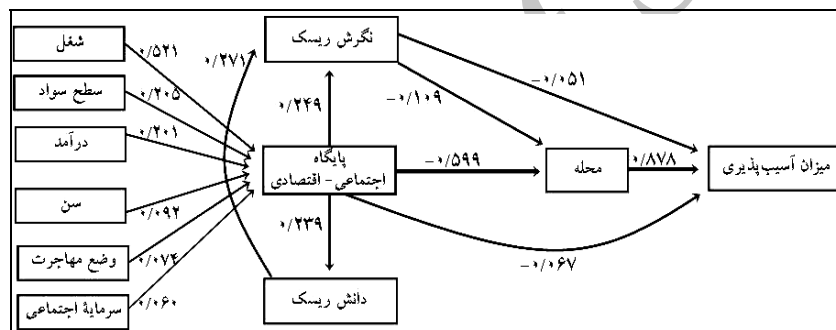 شغل
۰/۵۲۱
سطح سواد
۰/۲۰۵
درآمد
۰/۲۰۱
سن
۰/۰۹۲
وضع مهاجرت
۰/۰۷۴
سرمایهٔ اجتماعی
۰/۰۶۰
نگرش ریسک
۰/۲۷۱
۰/۲۴۹
پایگاه
اجتماعی - اقتصادی
۰/۲۳۹
دانش ریسک
-۰/۰۵۱
-۰/۱۰۹
-۰/۵۹۹
محله
۰/۸۷۸
میزان آسیب‌پذیری
-۰/۰۶۷